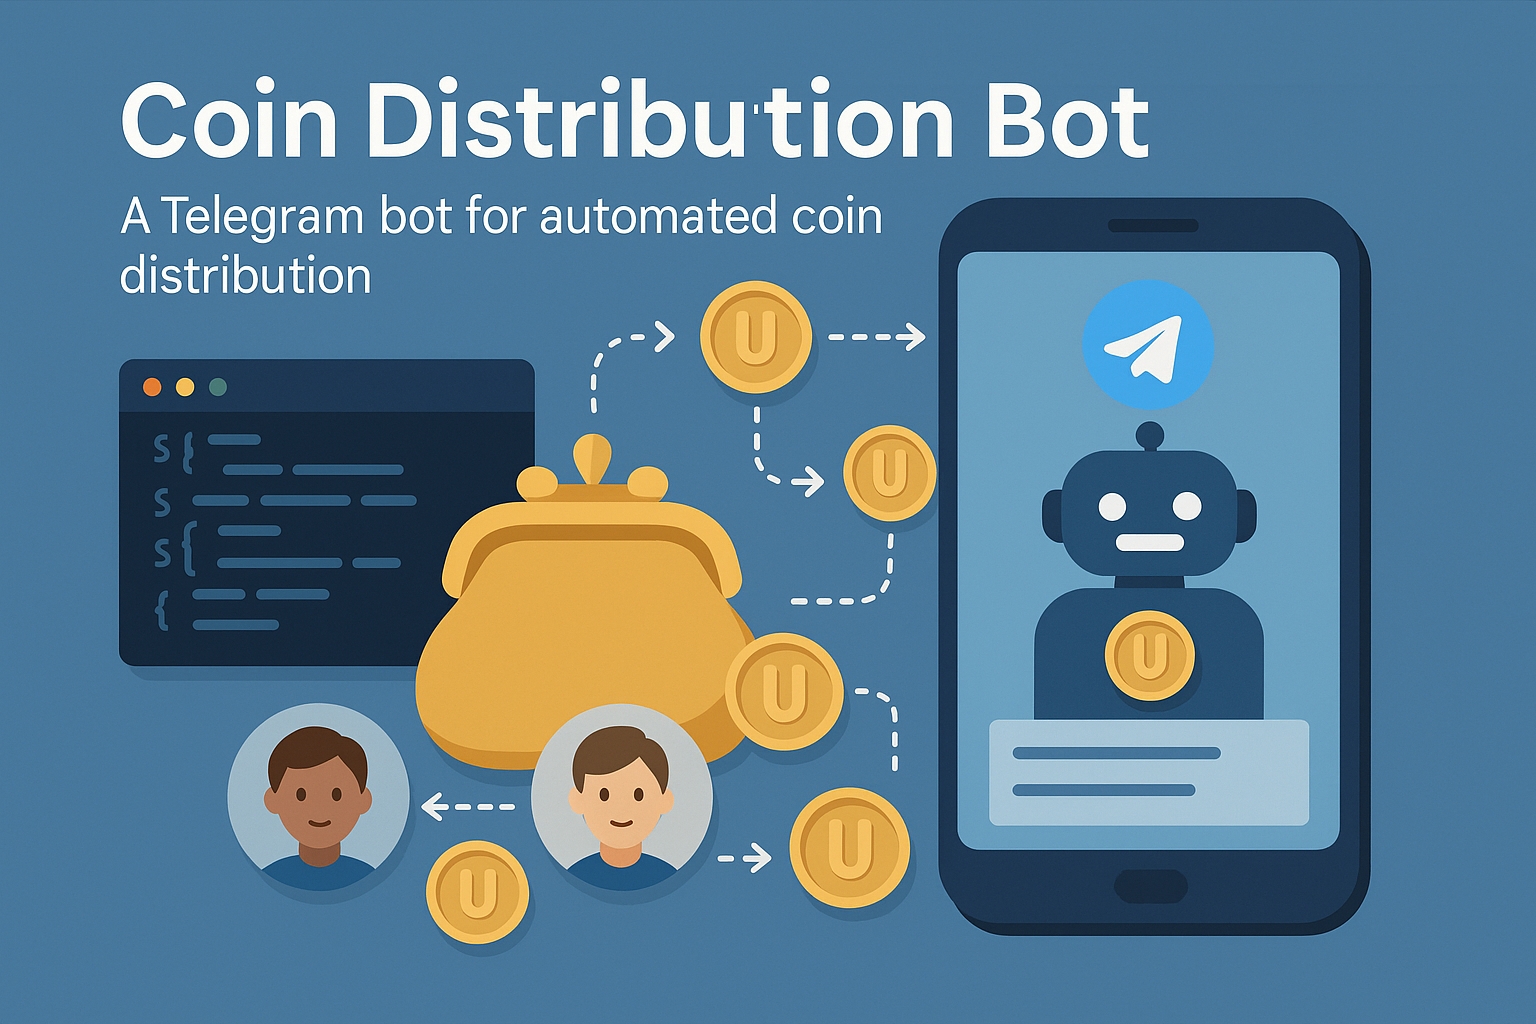 Coin Distribution Bot
A Telegram bot for automated coin
distribution
U
U
S {
S
S {
{
U
U
U
U